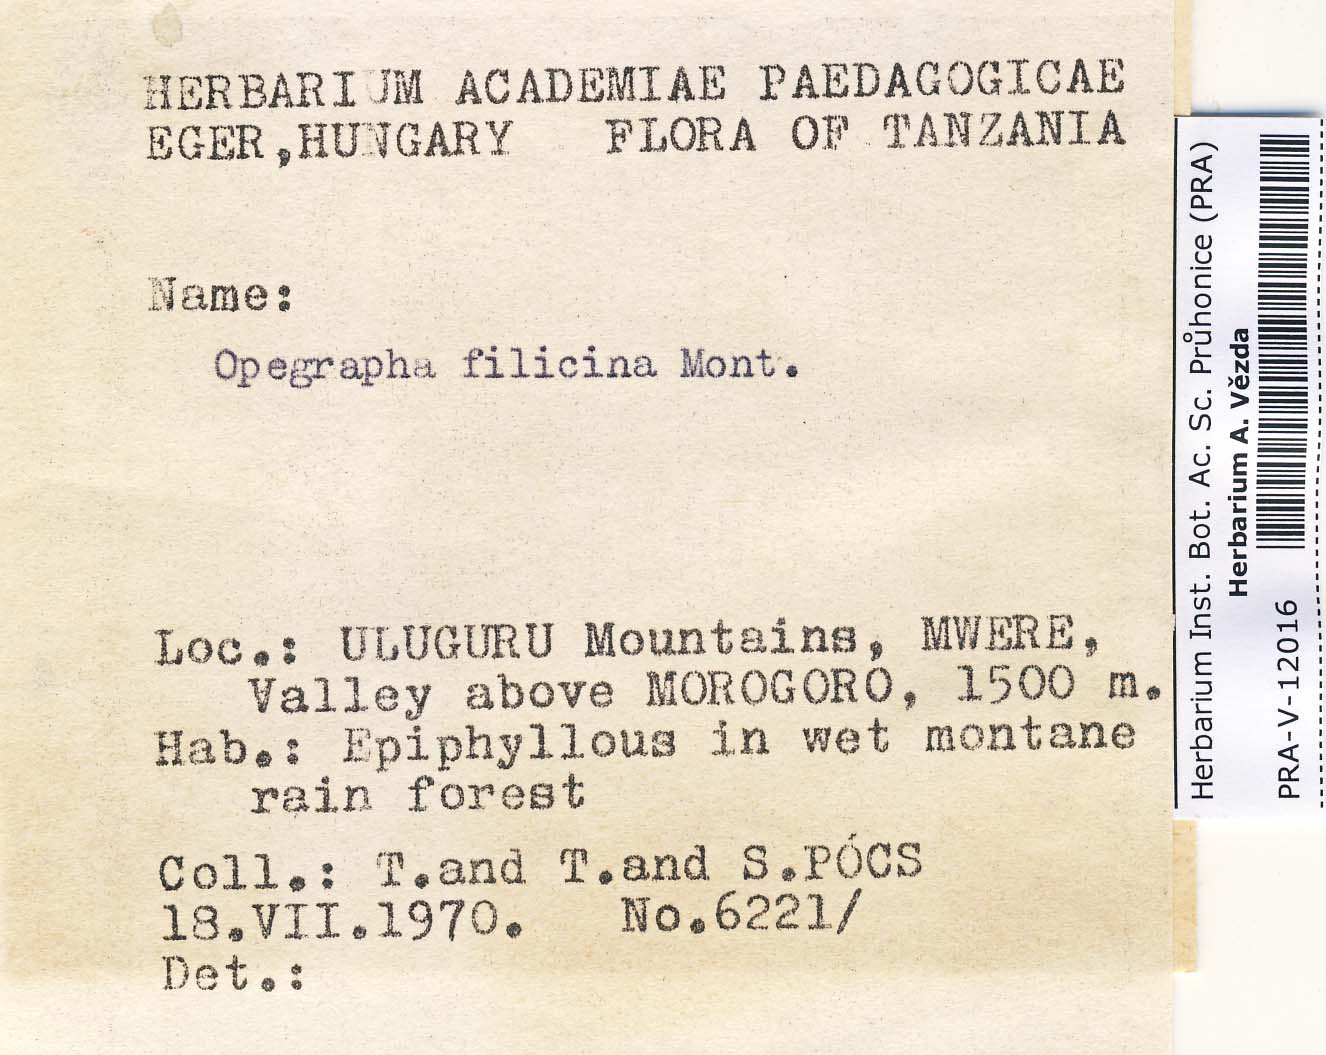 HERBARIUM ACADEMIAE PAEDAGOGICAE
EGER,HUNGARY FLORA OF TANZANIA
Name:
Opegrapha filicina Mont.
Loc.: ULUGURU Mountains, MWERE,
Valley above MOROGORO, 1500 m.
Hab.: Epiphyllous in wet montane
rain forest
Coll.: T.and T.and S.PÓCS
18.VII.1970. No.6221/
Det.:
Herbarium Inst. Bot. Ac. Sc. Průhonice (PRA)
Herbarium A. Vězda
PRA-V-12016